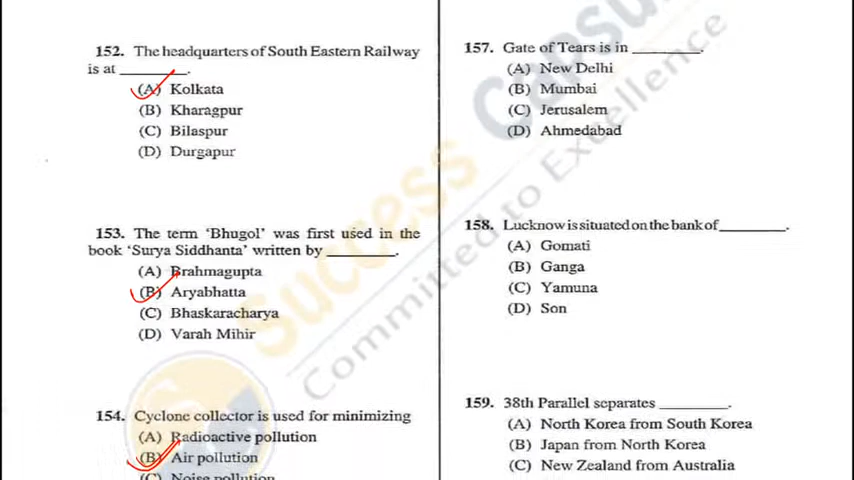 152. The headquarters of South Eastern Railway
is at ________.
(A) Kolkata
(B) Kharagpur
(C) Bilaspur
(D) Durgapur
153. The term ‘Bhugol’ was first used in the
book ‘Surya Siddhanta’ written by ________.
(A) Brahmagupta
(B) Aryabhatta
(C) Bhaskaracharya
(D) Varah Mihir
154. Cyclone collector is used for minimizing
(A) Radioactive pollution
(B) Air pollution
(C) Noise pollution
157. Gate of Tears is in ________.
(A) New Delhi
(B) Mumbai
(C) Jerusalem
(D) Ahmedabad
158. Lucknow is situated on the bank of ________.
(A) Gomati
(B) Ganga
(C) Yamuna
(D) Son
159. 38th Parallel separates ________.
(A) North Korea from South Korea
(B) Japan from North Korea
(C) New Zealand from Australia
Success Capsule
Committed to Excellence